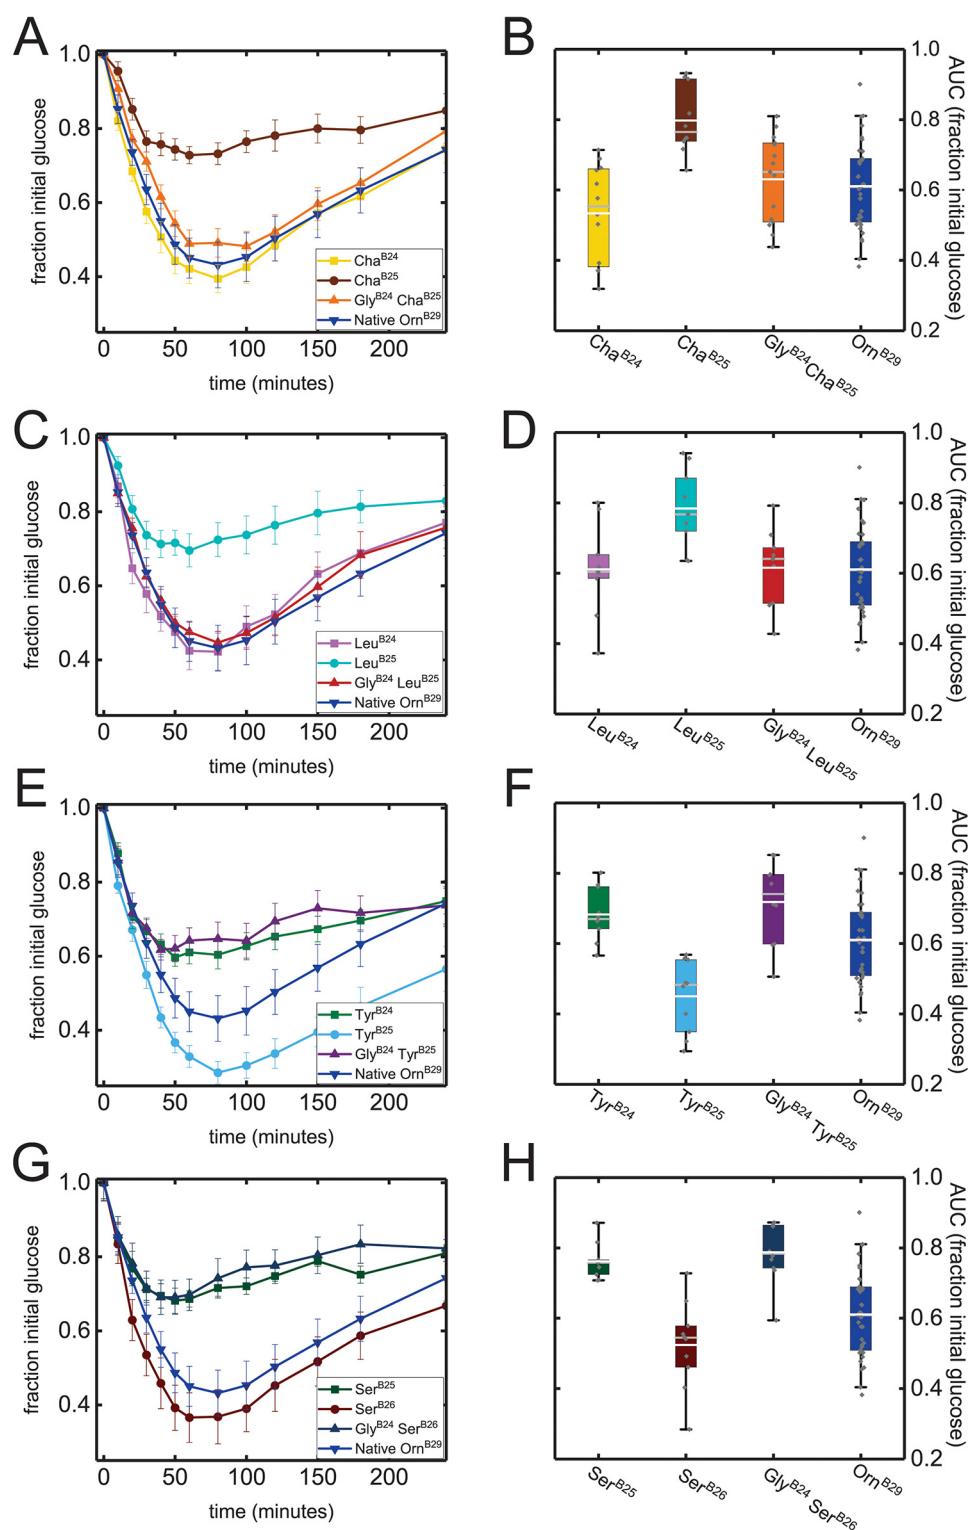 A
1.0
0.8
0.6
0.4
fraction initial glucose
Cha^B24
Cha^B25
Gly^B24 Cha^B25
Native Orn^B29
0 50 100 150 200
time (minutes)
B
1.0
0.8
0.6
0.4
0.2
AUC (fraction initial glucose)
Cha^B24
Cha^B25
Gly^B24Cha^B25
Orn^B29
C
1.0
0.8
0.6
0.4
fraction initial glucose
Leu^B24
Leu^B25
Gly^B24 Leu^B25
Native Orn^B29
0 50 100 150 200
time (minutes)
D
1.0
0.8
0.6
0.4
0.2
AUC (fraction initial glucose)
Leu^B24
Leu^B25
Gly^B24 Leu^B25
Orn^B29
E
1.0
0.8
0.6
0.4
fraction initial glucose
Tyr^B24
Tyr^B25
Gly^B24 Tyr^B25
Native Orn^B29
0 50 100 150 200
time (minutes)
F
1.0
0.8
0.6
0.4
0.2
AUC (fraction initial glucose)
Tyr^B24
Tyr^B25
Gly^B24 Tyr^B25
Orn^B29
G
1.0
0.8
0.6
0.4
fraction initial glucose
Ser^B25
Ser^B26
Gly^B24 Ser^B26
Native Orn^B29
0 50 100 150 200
time (minutes)
H
1.0
0.8
0.6
0.4
0.2
AUC (fraction initial glucose)
Ser^B25
Ser^B26
Gly^B24 Ser^B26
Orn^B29